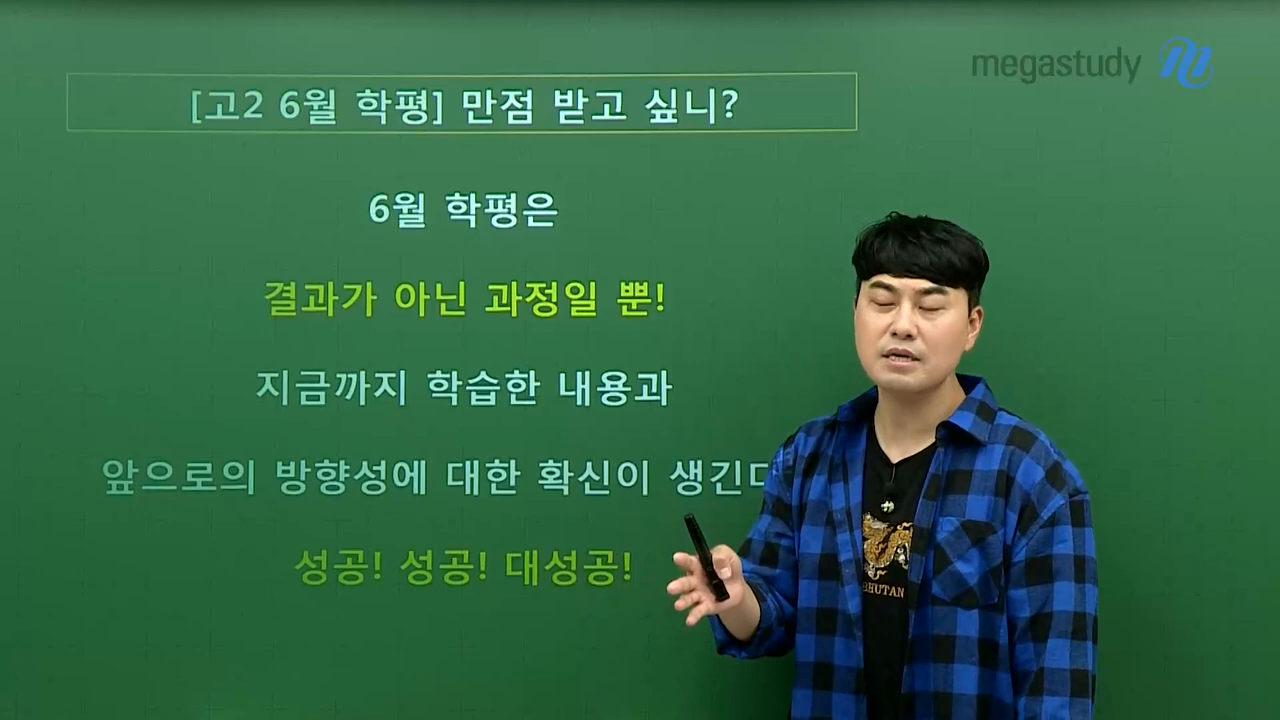 megastudy
[고2 6월 학평] 만점 받고 싶니?
6월 학평은
결과가 아닌 과정일 뿐!
지금까지 학습한 내용과
앞으로의 방향성에 대한 확신이
성공! 성공! 대성공!
BHUTAN